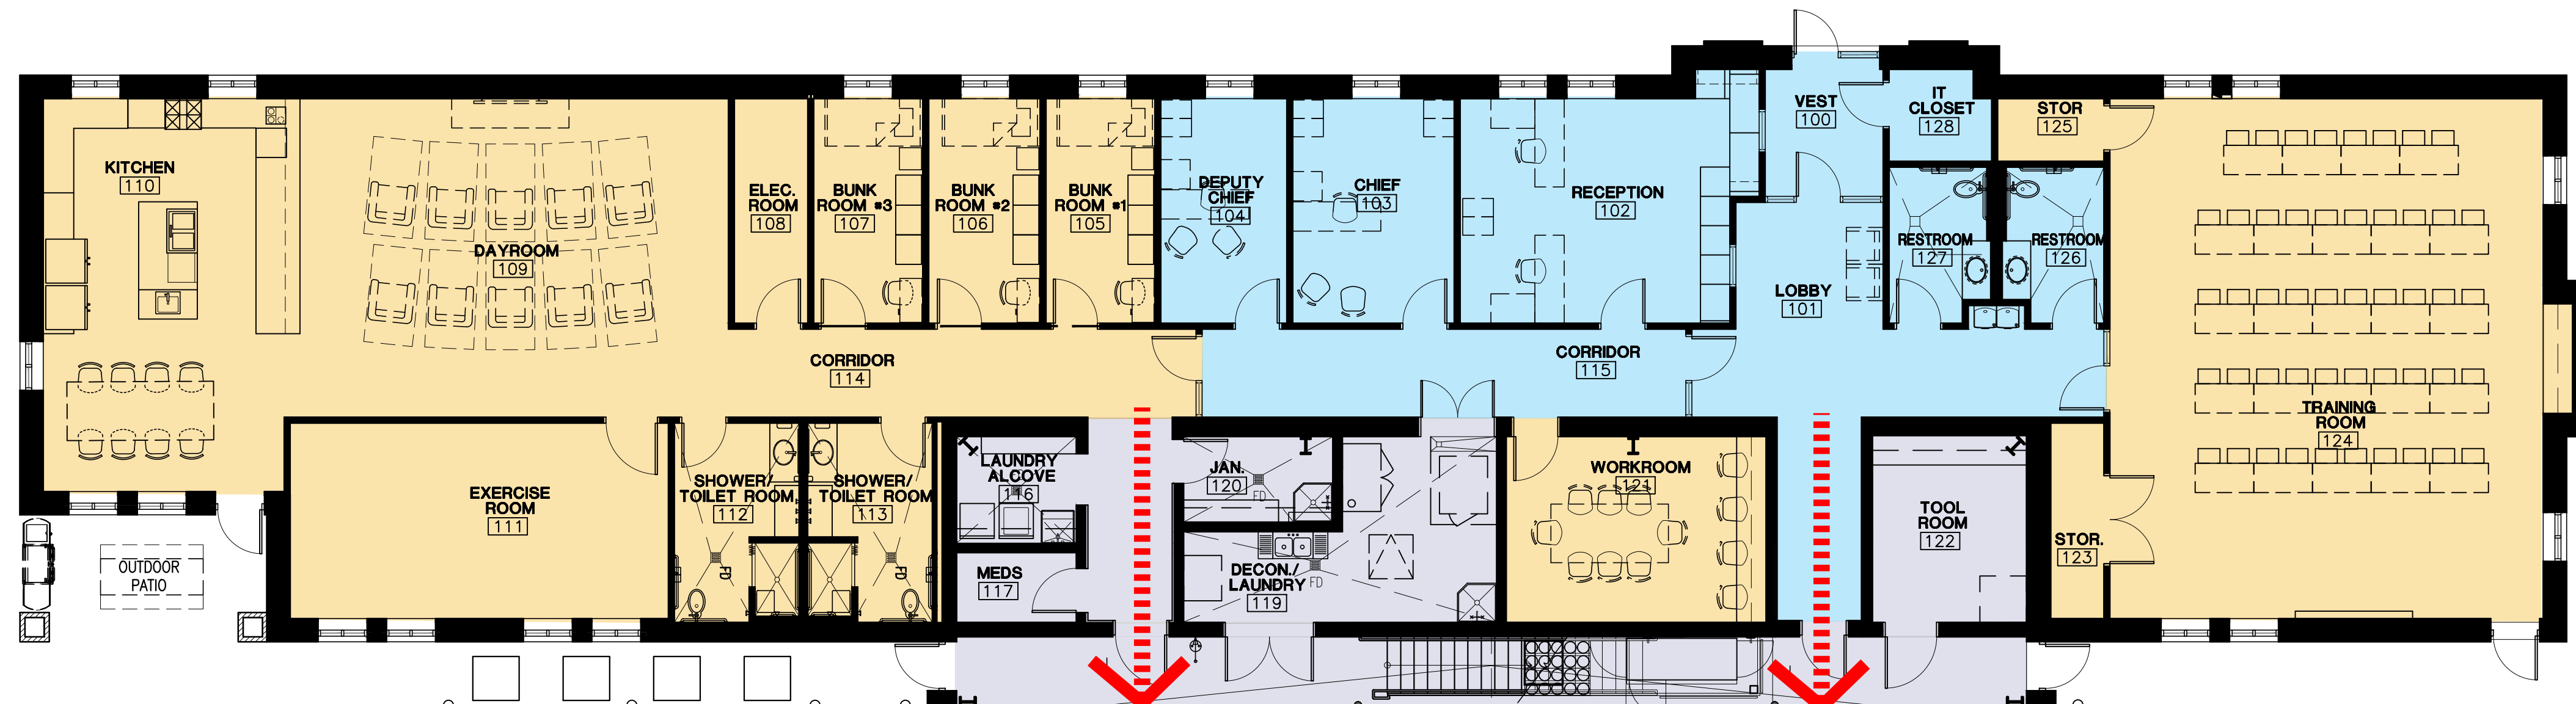 KITCHEN
110
DAYROOM
109
ELEC.
ROOM
108
BUNK
ROOM #3
107
BUNK
ROOM #2
106
BUNK
ROOM #1
105
DEPUTY
CHIEF
104
CHIEF
103
RECEPTION
102
VEST
100
IT
CLOSET
128
STOR
125
RESTROOM
127
RESTROOM
126
LOBBY
101
CORRIDOR
114
CORRIDOR
115
TRAINING
ROOM
124
EXERCISE
ROOM
111
SHOWER/
TOILET ROOM
112
FD
SHOWER/
TOILET ROOM
113
FD
LAUNDRY
ALCOVE
116
MEDS
117
JAN.
120
FD
DECON./
LAUNDRY
119
FD
WORKROOM
121
TOOL
ROOM
122
STOR.
123
OUTDOOR
PATIO